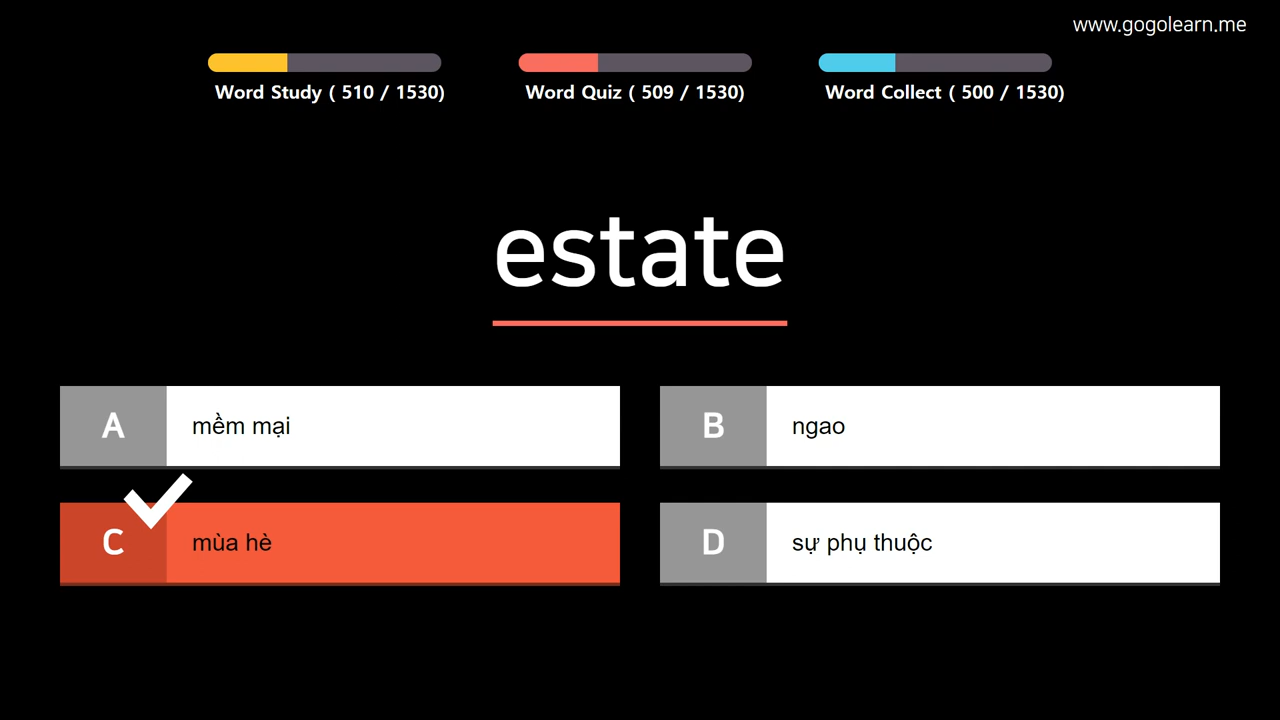 www.gogolearn.me
Word Study ( 510 / 1530)
Word Quiz ( 509 / 1530)
Word Collect ( 500 / 1530)
estate
A mềm mại
B ngao
C mùa hè
D sự phụ thuộc